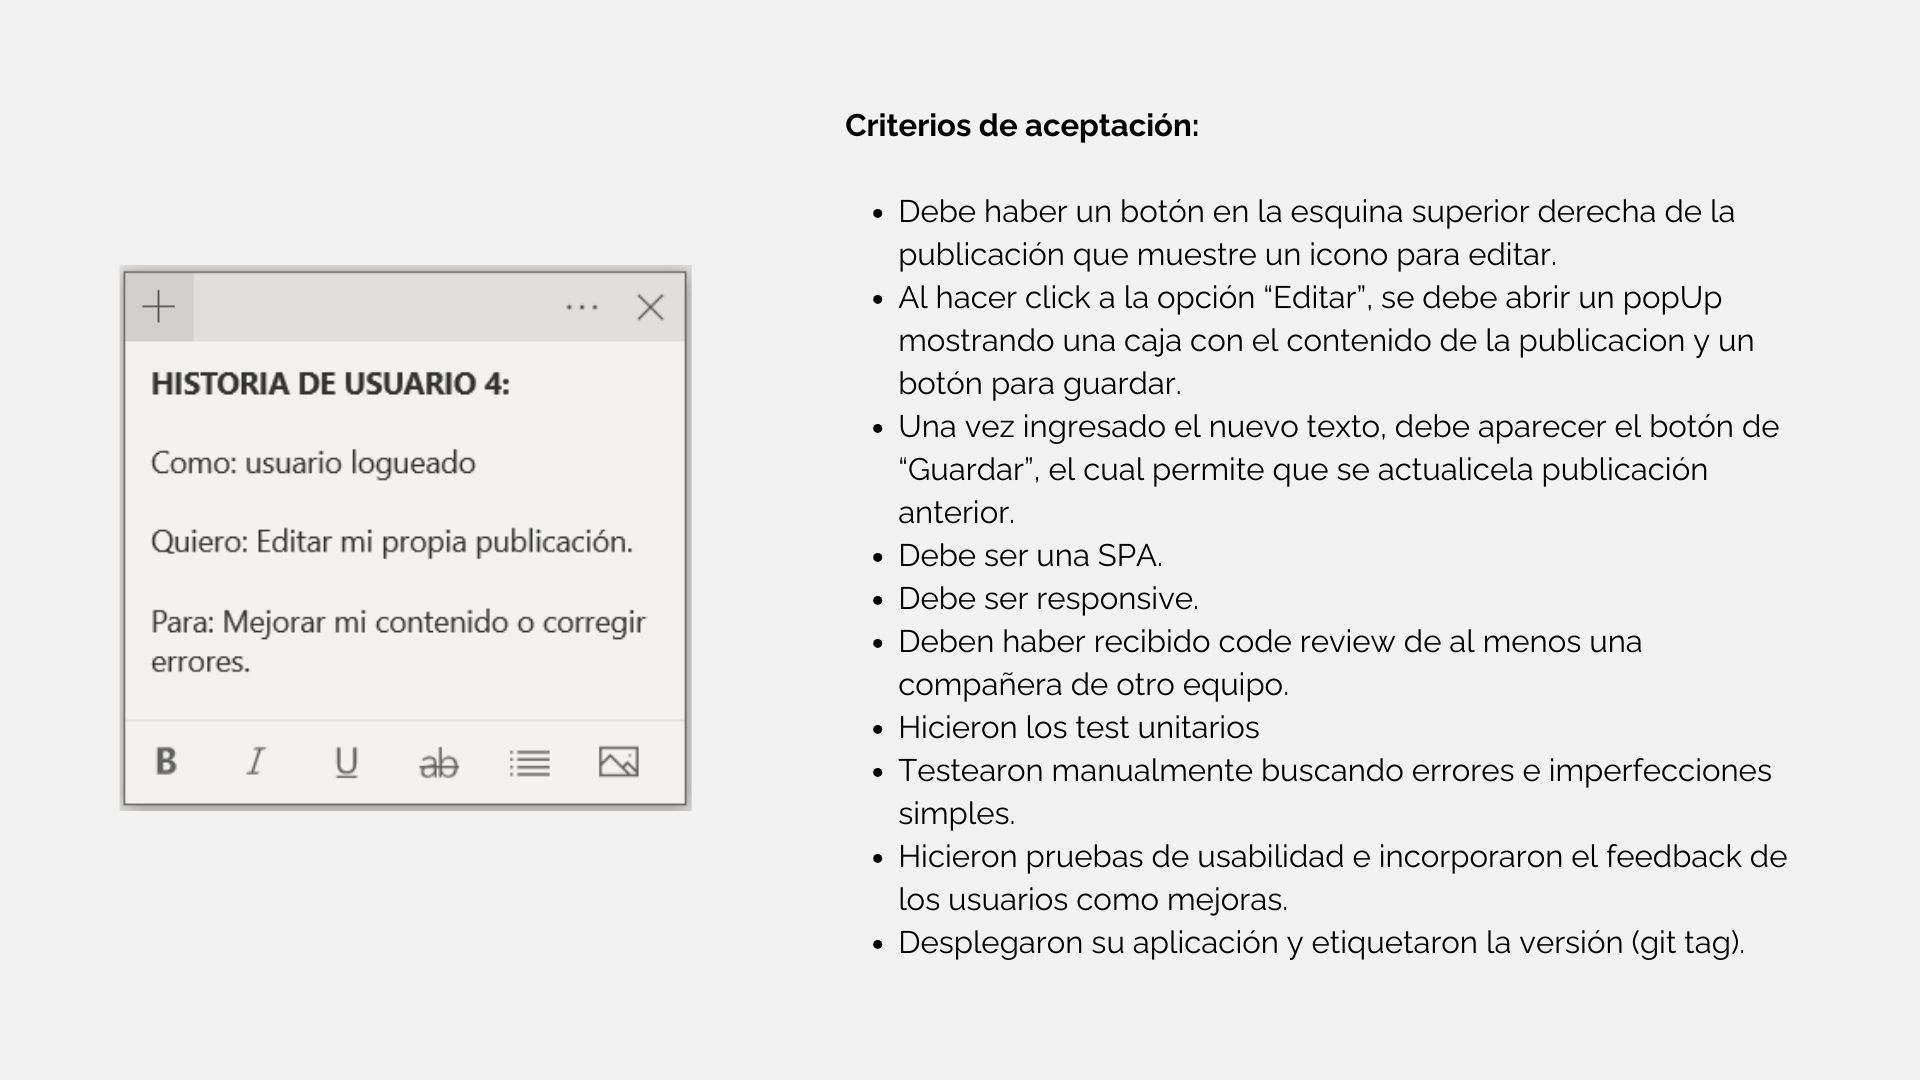 HISTORIA DE USUARIO 4:
Como: usuario logueado
Quiero: Editar mi propia publicación.
Para: Mejorar mi contenido o corregir
errores.
B I U ab
Criterios de aceptación:
• Debe haber un botón en la esquina superior derecha de la
publicación que muestre un icono para editar.
• Al hacer click a la opción “Editar”, se debe abrir un popUp
mostrando una caja con el contenido de la publicacion y un
botón para guardar.
• Una vez ingresado el nuevo texto, debe aparecer el botón de
“Guardar”, el cual permite que se actualicela publicación
anterior.
• Debe ser una SPA.
• Debe ser responsive.
• Deben haber recibido code review de al menos una
compañera de otro equipo.
• Hicieron los test unitarios
• Testearon manualmente buscando errores e imperfecciones
simples.
• Hicieron pruebas de usabilidad e incorporaron el feedback de
los usuarios como mejoras.
• Desplegaron su aplicación y etiquetaron la versión (git tag).